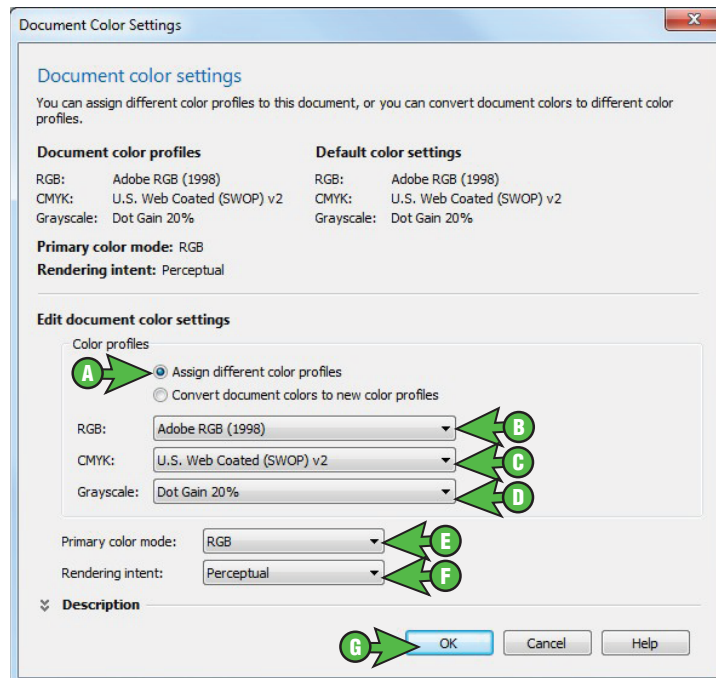 Document Color Settings
X
Document color settings
You can assign different color profiles to this document, or you can convert document colors to different color
profiles.
Document color profiles Default color settings
RGB: Adobe RGB (1998) RGB: Adobe RGB (1998)
CMYK: U.S. Web Coated (SWOP) v2 CMYK: U.S. Web Coated (SWOP) v2
Grayscale: Dot Gain 20% Grayscale: Dot Gain 20%
Primary color mode: RGB
Rendering intent: Perceptual
Edit document color settings
Color profiles
A Assign different color profiles
Convert document colors to new color profiles
RGB: Adobe RGB (1998) B
CMYK: U.S. Web Coated (SWOP) v2 C
Grayscale: Dot Gain 20% D
Primary color mode: RGB E
Rendering intent: Perceptual F
Description
G OK Cancel Help